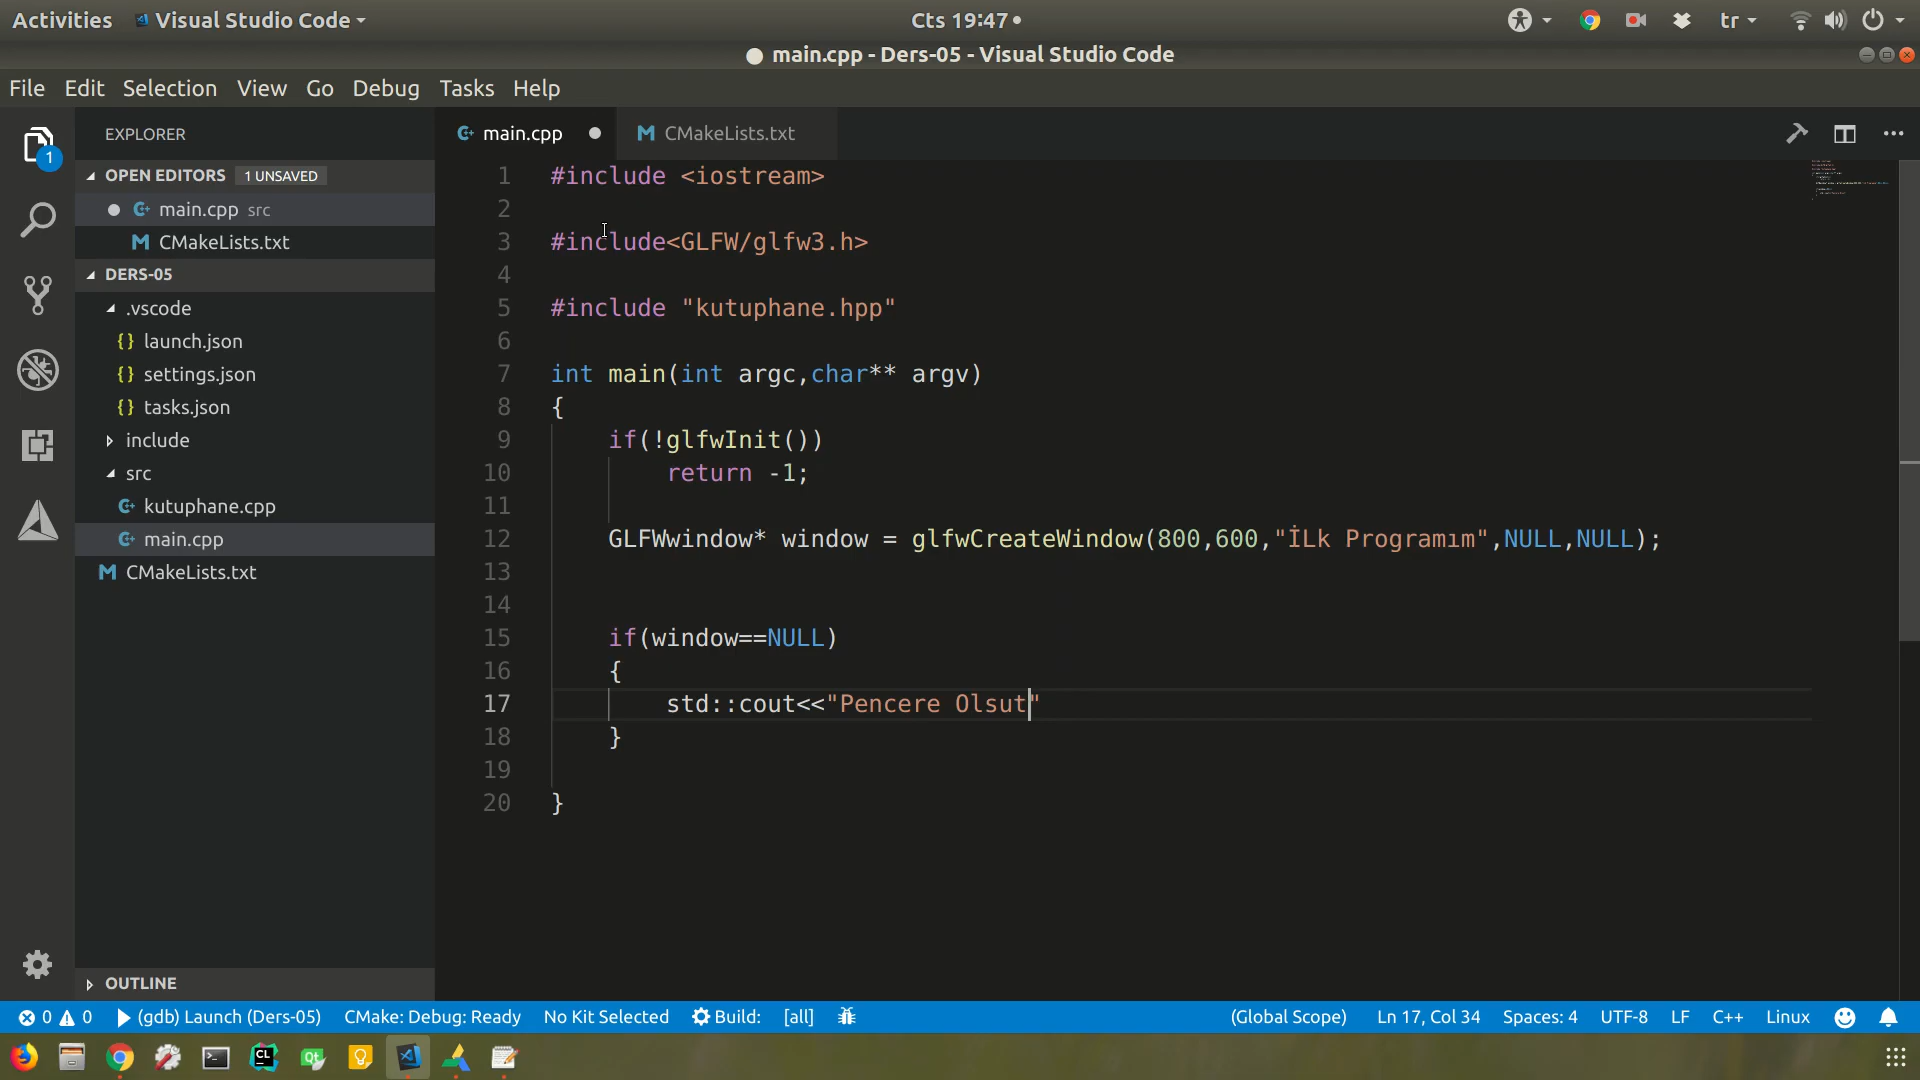 Activities Visual Studio Code Cts 19:47 tr
main.cpp - Ders-05 - Visual Studio Code
File Edit Selection View Go Debug Tasks Help
EXPLORER
main.cpp CMakeLists.txt
OPEN EDITORS 1 UNSAVED
main.cpp src
CMakeLists.txt
DERS-05
.vscode
launch.json
settings.json
tasks.json
include
src
kutuphane.cpp
main.cpp
CMakeLists.txt
OUTLINE
1
1 #include <iostream>
2
3 #include<GLFW/glfw3.h>
4
5 #include "kutuphane.hpp"
6
7 int main(int argc,char** argv)
8 {
9 if(!glfwInit())
10 return -1;
11
12 GLFWwindow* window = glfwCreateWindow(800,600,"İLk Programım",NULL,NULL);
13
14
15 if(window==NULL)
16 {
17 std::cout<<"Pencere Olsut"
18 }
19
20 }
0 0 (gdb) Launch (Ders-05) CMake: Debug: Ready No Kit Selected Build: [all] (Global Scope) Ln 17, Col 34 Spaces: 4 UTF-8 LF C++ Linux
CL Qt